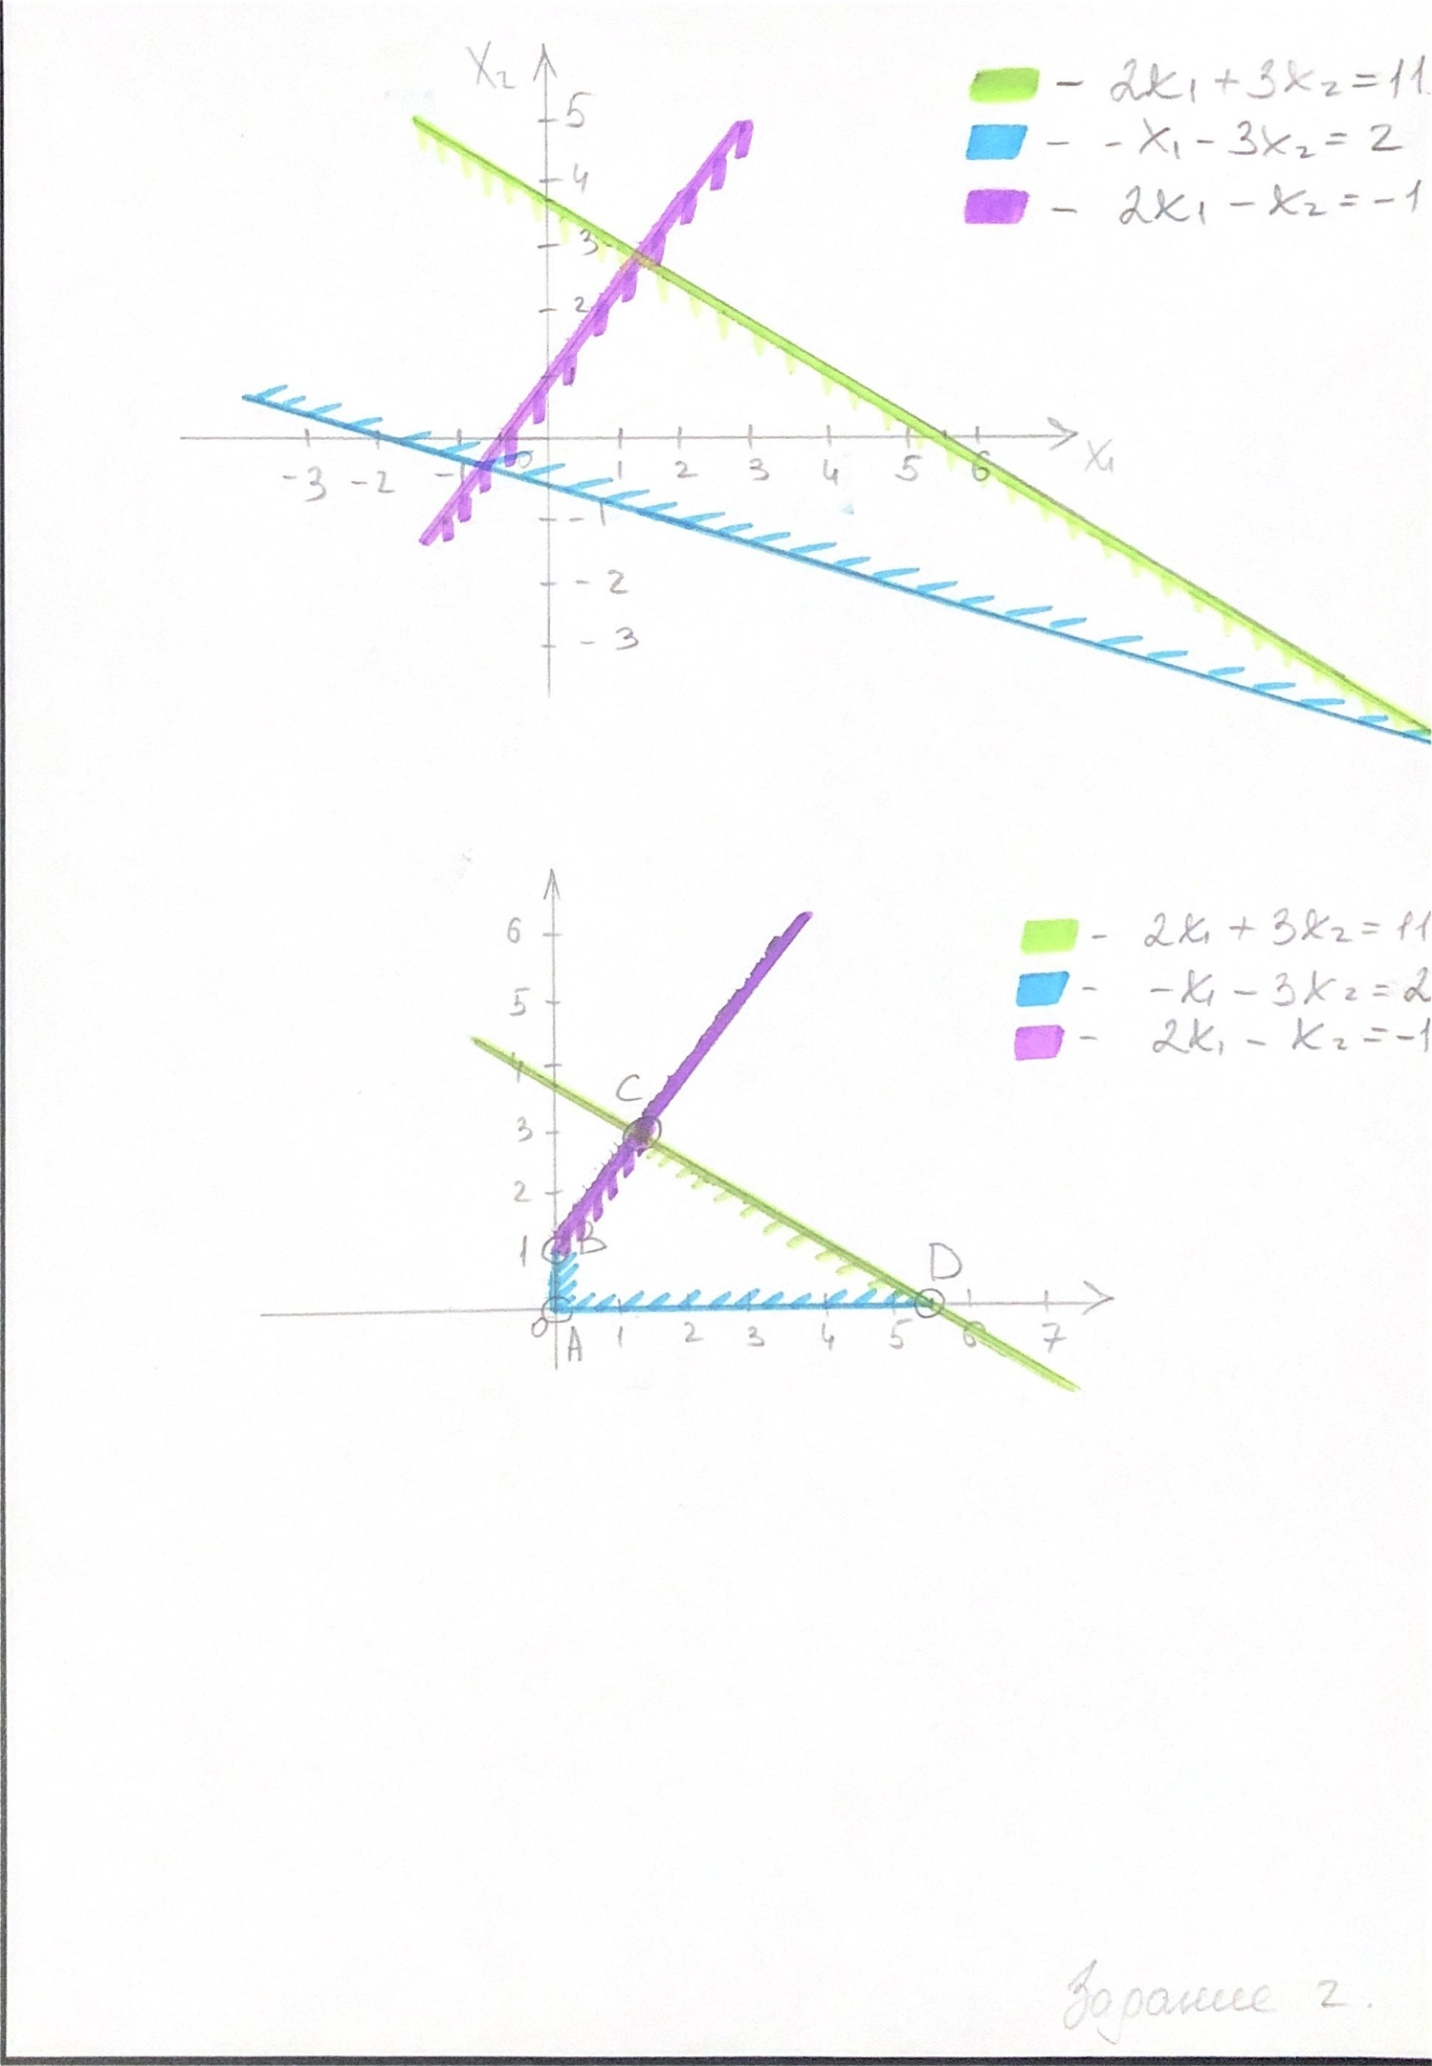 X₂
5
4
3
2
-3 -2 -1 0 1 2 3 4 5 6 X₁
-1
-2
-3
- 2x₁ + 3x₂ = 11
- -x₁ - 3x₂ = 2
- 2x₁ - x₂ = -1
6
5
4
3
2
1
C
B
D
0 A 1 2 3 4 5 6 7
- 2x₁ + 3x₂ = 11
- -x₁ - 3x₂ = 2
- 2x₁ - x₂ = -1
Задание 2.